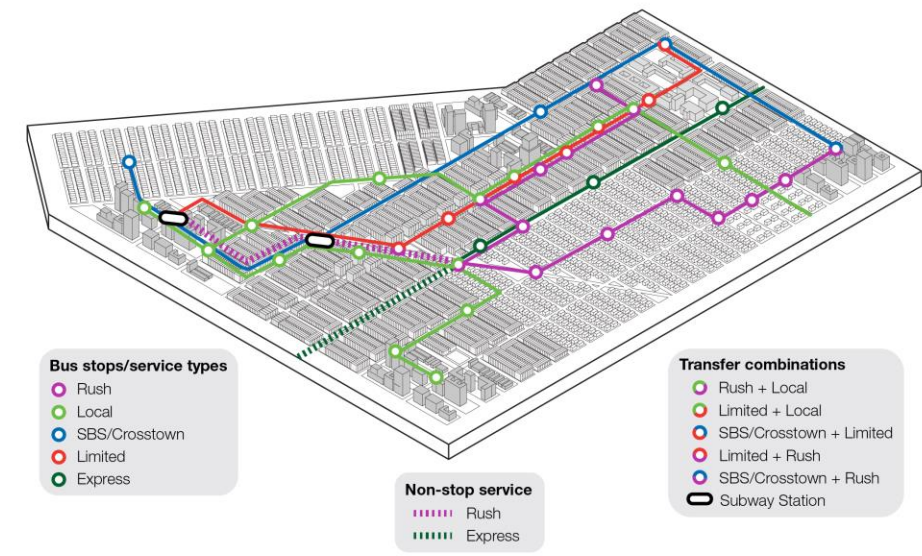 Bus stops/service types
Rush
Local
SBS/Crosstown
Limited
Express
Non-stop service
Rush
Express
Transfer combinations
Rush + Local
Limited + Local
SBS/Crosstown + Limited
Limited + Rush
SBS/Crosstown + Rush
Subway Station